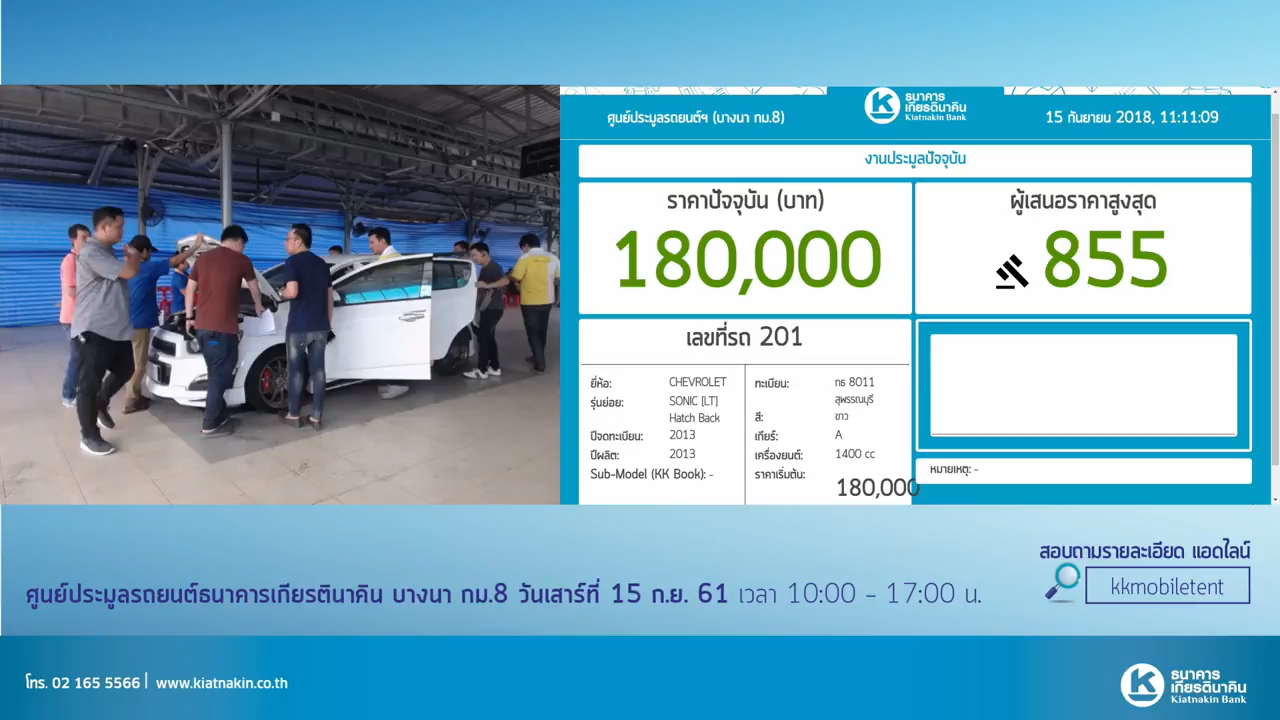 ศูนย์ประมูลรถยนต์ฯ (บางนา กม.8)
ธนาคาร
เกียรตินาคิน
Kiatnakin Bank
15 กันยายน 2018, 11:11:09
งานประมูลปัจจุบัน
ราคาปัจจุบัน (บาท)
180,000
ผู้เสนอราคาสูงสุด
855
เลขที่รถ 201
ยี่ห้อ: CHEVROLET
รุ่นย่อย: SONIC [LT]
Hatch Back
ปีจดทะเบียน: 2013
ปีผลิต: 2013
Sub-Model (KK Book): -
ทะเบียน: กธ 8011
สุพรรณบุรี
สี: ขาว
เกียร์: A
เครื่องยนต์: 1400 cc
ราคาเริ่มต้น: 180,000
หมายเหตุ: -
สอบถามรายละเอียด แอดไลน์
kkmobiletent
ศูนย์ประมูลรถยนต์ธนาคารเกียรตินาคิน บางนา กม.8 วันเสาร์ที่ 15 ก.ย. 61 เวลา 10:00 - 17:00 น.
โทร. 02 165 5566 | www.kiatnakin.co.th
ธนาคาร
เกียรตินาคิน
Kiatnakin Bank